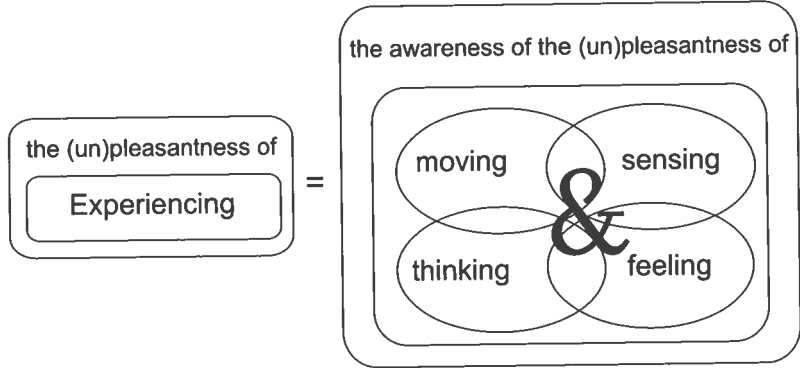 the (un)pleasantness of
Experiencing
=
the awareness of the (un)pleasantness of
moving
sensing
&
thinking
feeling